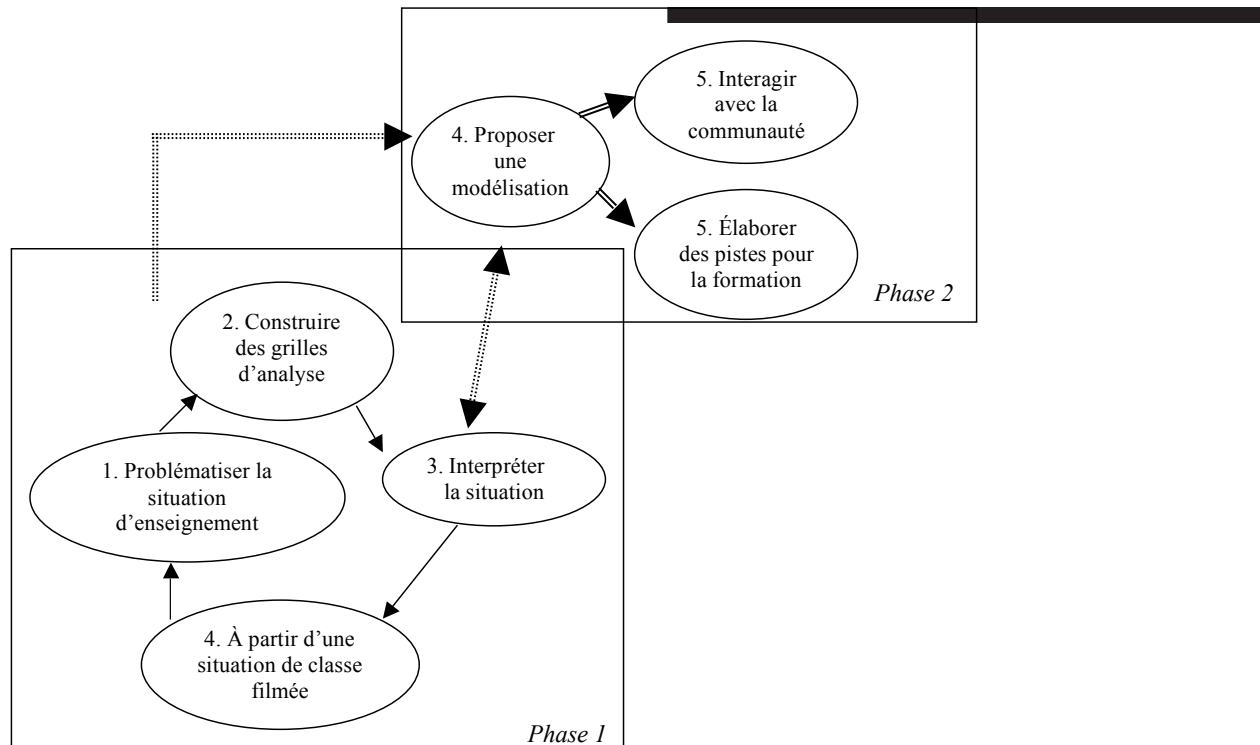 5. Interagir
avec la
communauté
4. Proposer
une
modélisation
5. Élaborer
des pistes pour
la formation
Phase 2
2. Construire
des grilles
d’analyse
1. Problématiser la
situation
d’enseignement
3. Interpréter
la situation
4. À partir d’une
situation de classe
filmée
Phase 1